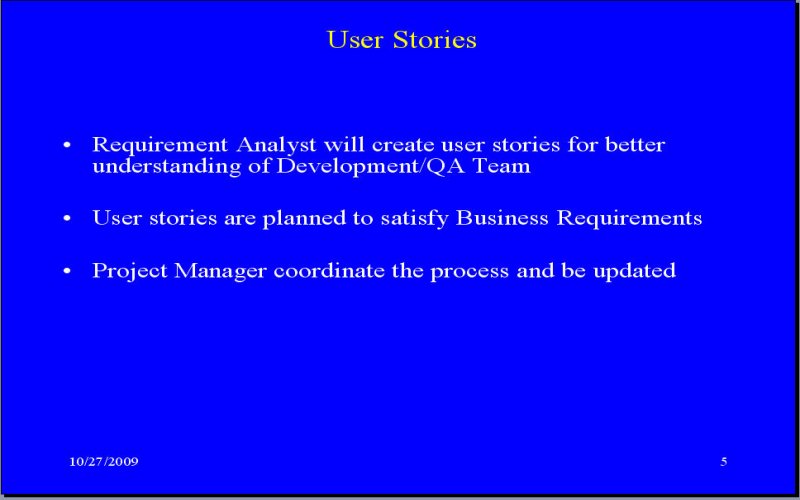 User Stories
• Requirement Analyst will create user stories for better
understanding of Development/QA Team
• User stories are planned to satisfy Business Requirements
• Project Manager coordinate the process and be updated
10/27/2009
5